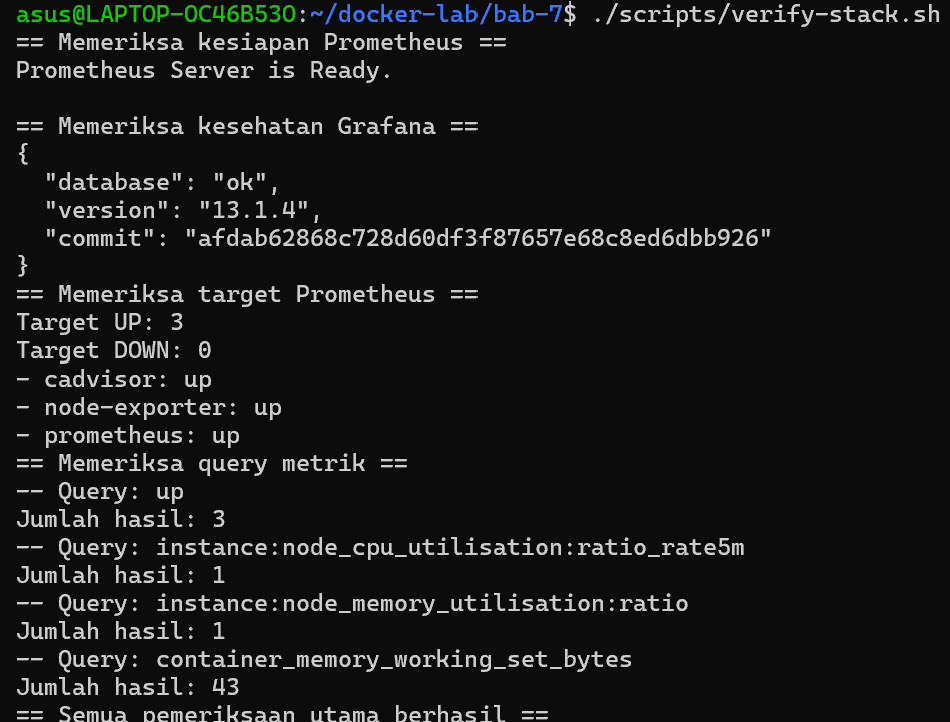 asus@LAPTOP-OC46B53O:~/docker-lab/bab-7$ ./scripts/verify-stack.sh
== Memeriksa kesiapan Prometheus ==
Prometheus Server is Ready.

== Memeriksa kesehatan Grafana ==
{
  "database": "ok",
  "version": "13.1.4",
  "commit": "afdab62868c728d60df3f87657e68c8ed6dbb926"
}
== Memeriksa target Prometheus ==
Target UP: 3
Target DOWN: 0
- cadvisor: up
- node-exporter: up
- prometheus: up
== Memeriksa query metrik ==
-- Query: up
Jumlah hasil: 3
-- Query: instance:node_cpu_utilisation:ratio_rate5m
Jumlah hasil: 1
-- Query: instance:node_memory_utilisation:ratio
Jumlah hasil: 1
-- Query: container_memory_working_set_bytes
Jumlah hasil: 43
== Semua pemeriksaan utama berhasil ==